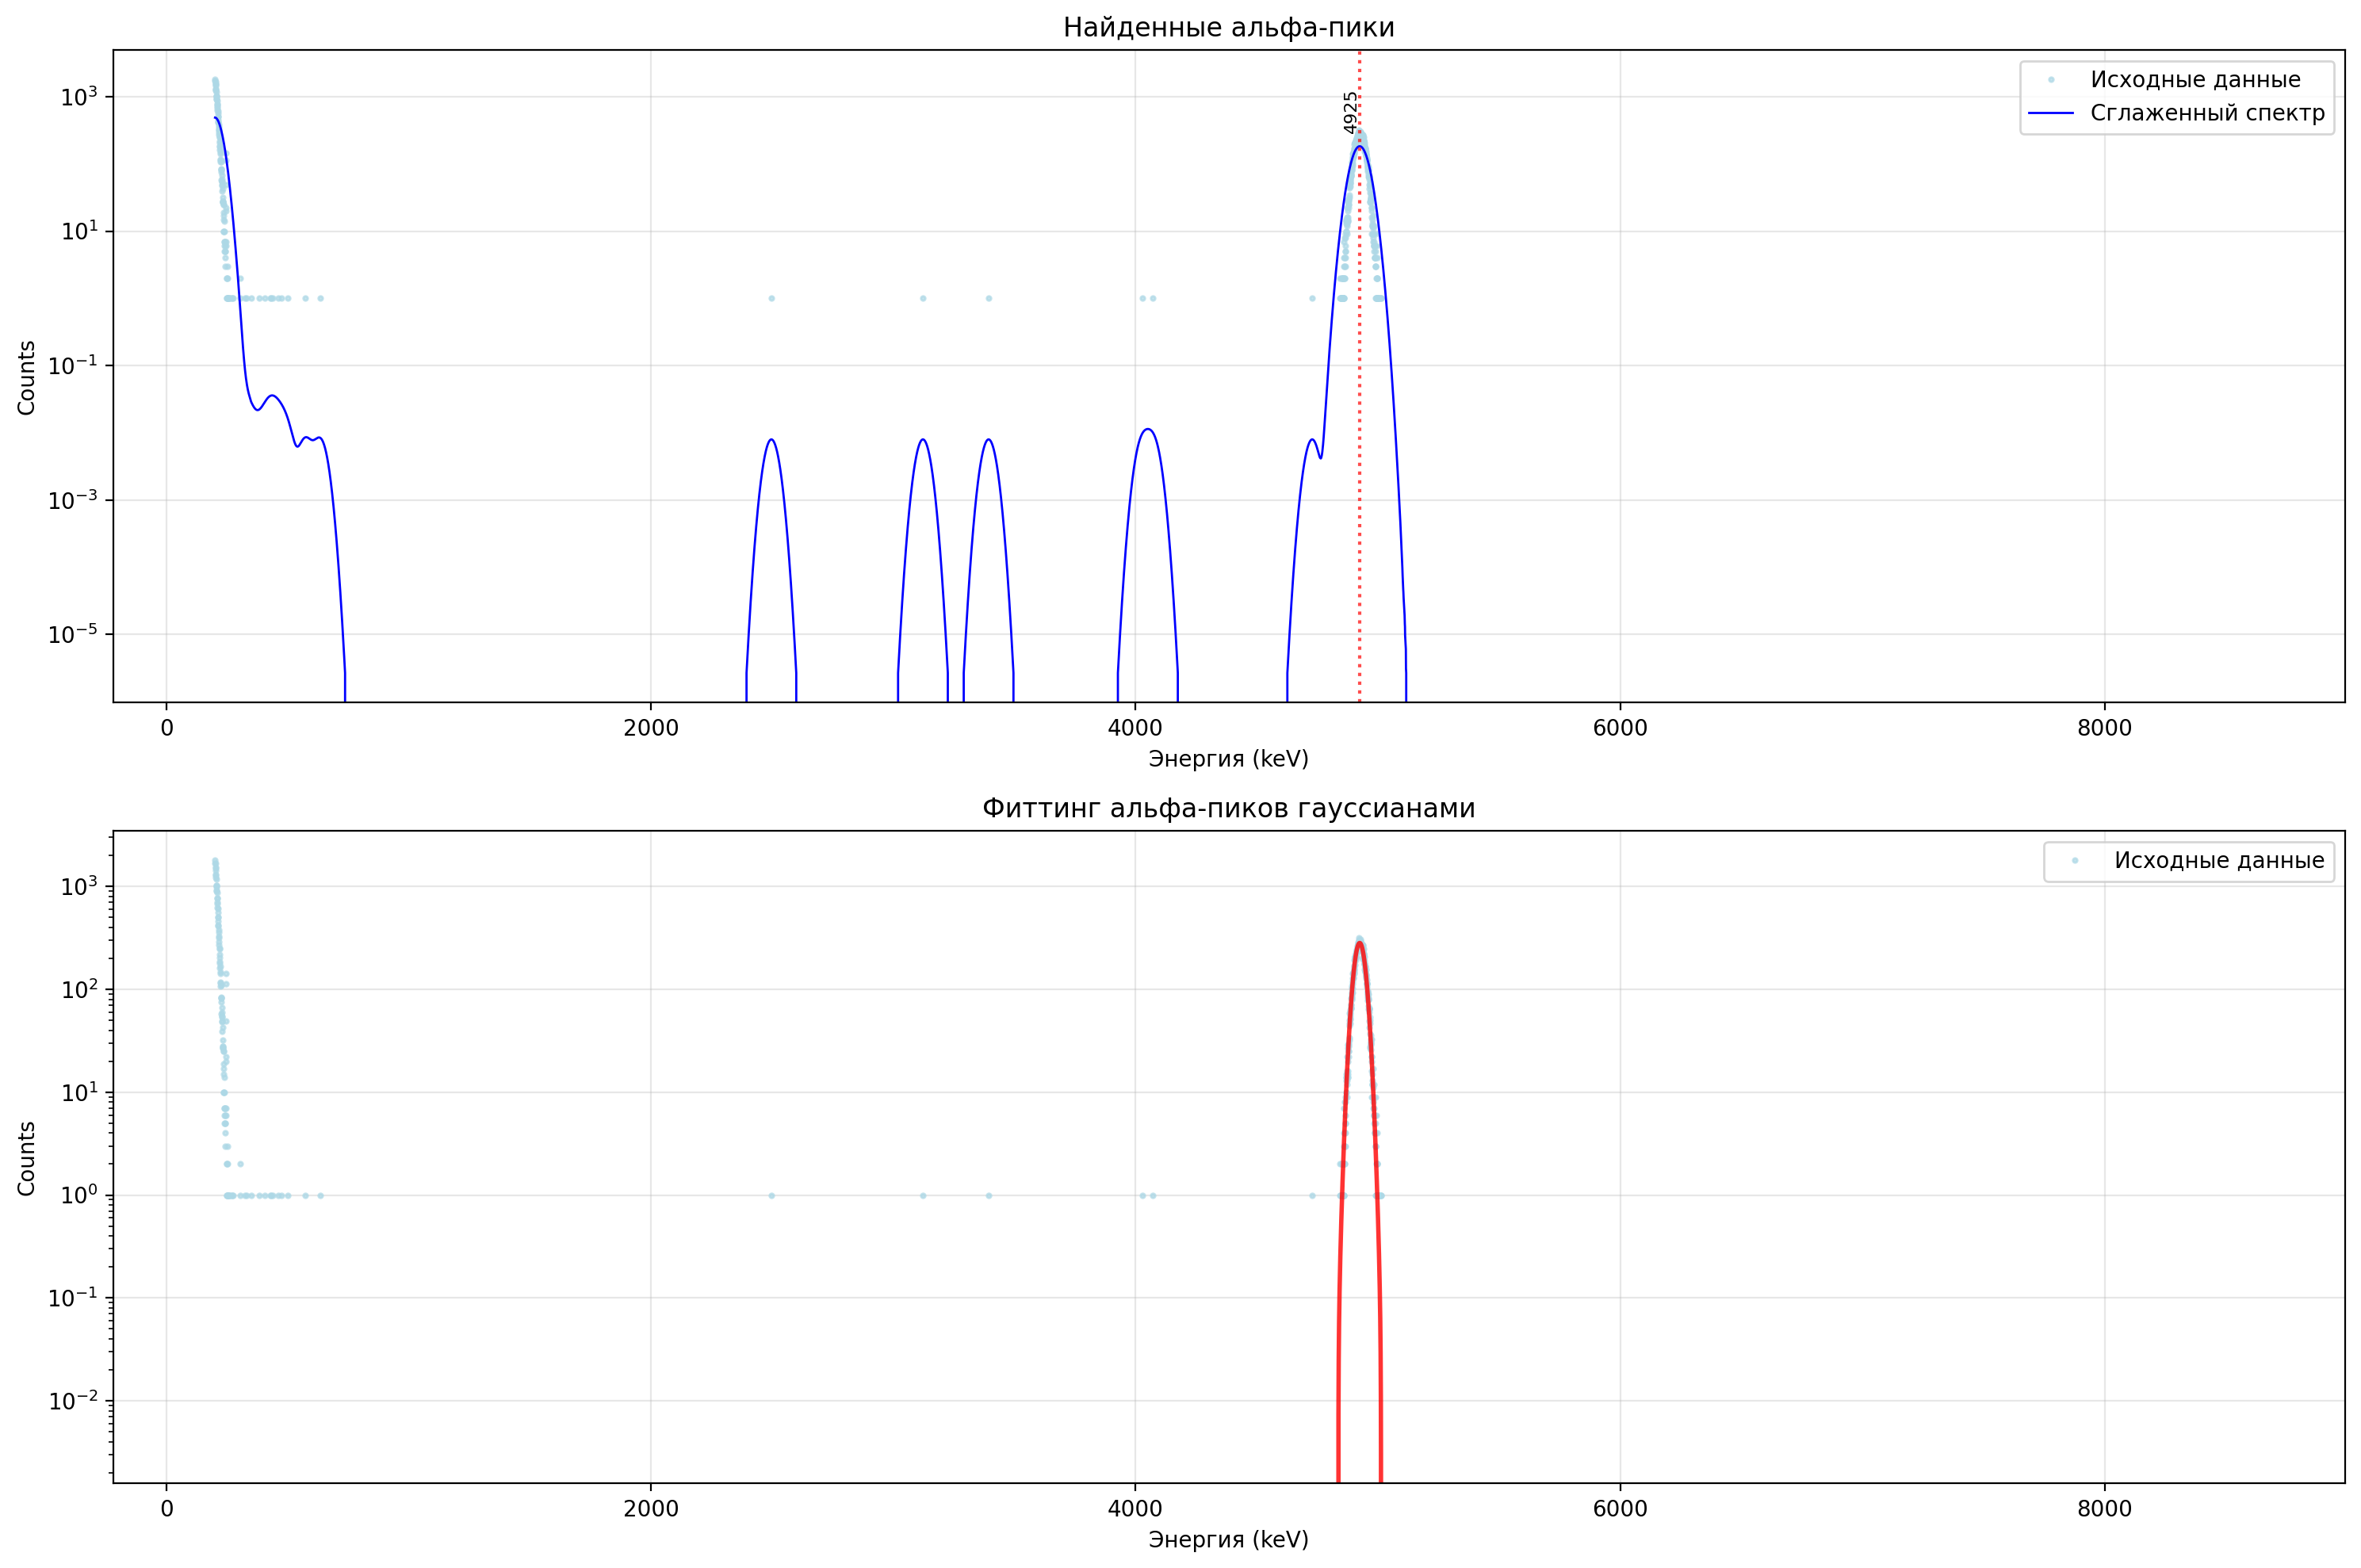 Найденные альфа-пики
10³
10¹
10⁻¹
10⁻³
10⁻⁵
Counts
4925
Исходные данные
Сглаженный спектр
0 2000 4000 6000 8000
Энергия (keV)
Фиттинг альфа-пиков гауссианами
10³
10²
10¹
10⁰
10⁻¹
10⁻²
Counts
Исходные данные
0 2000 4000 6000 8000
Энергия (keV)